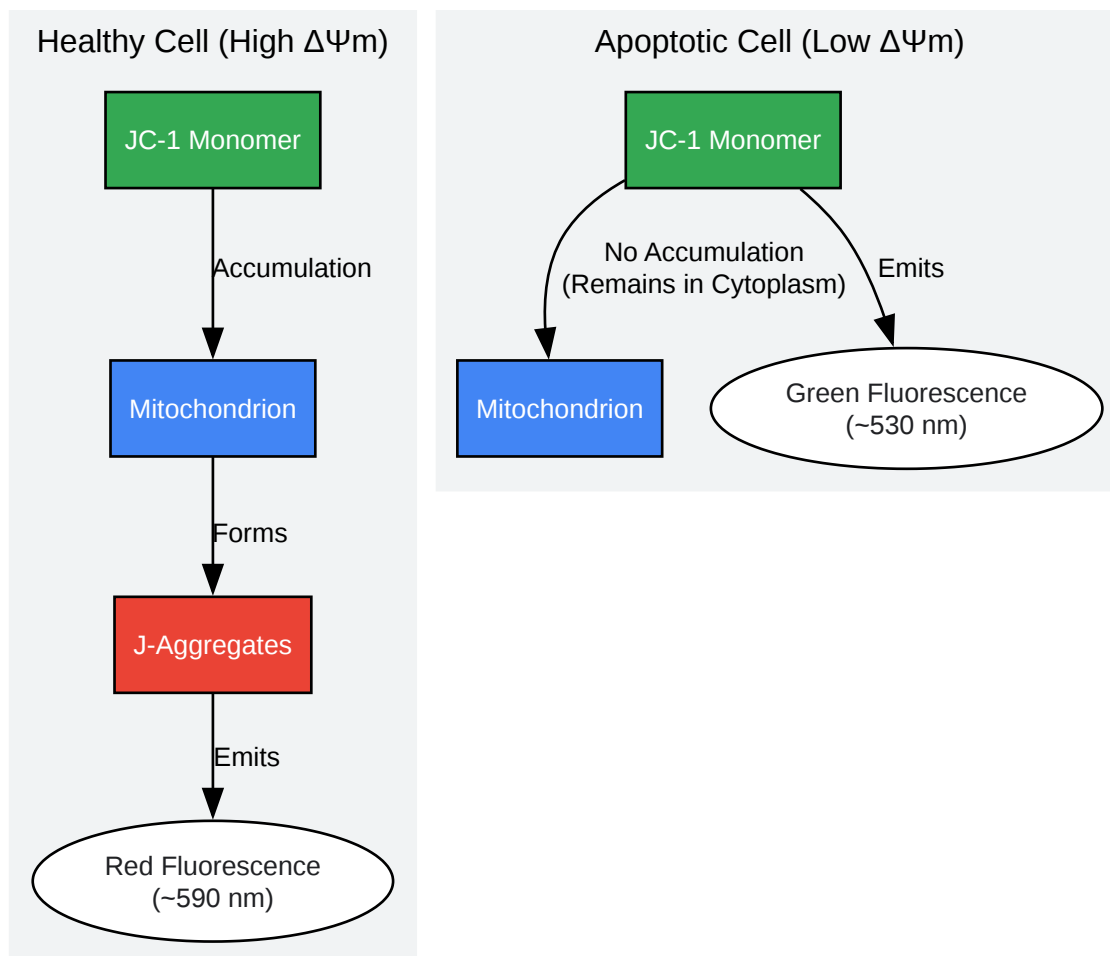 Healthy Cell (High ΔΨm)
JC-1 Monomer
Accumulation
Mitochondrion
Forms
J-Aggregates
Emits
Red Fluorescence
(~590 nm)
Apoptotic Cell (Low ΔΨm)
JC-1 Monomer
No Accumulation
(Remains in Cytoplasm)
Emits
Mitochondrion
Green Fluorescence
(~530 nm)